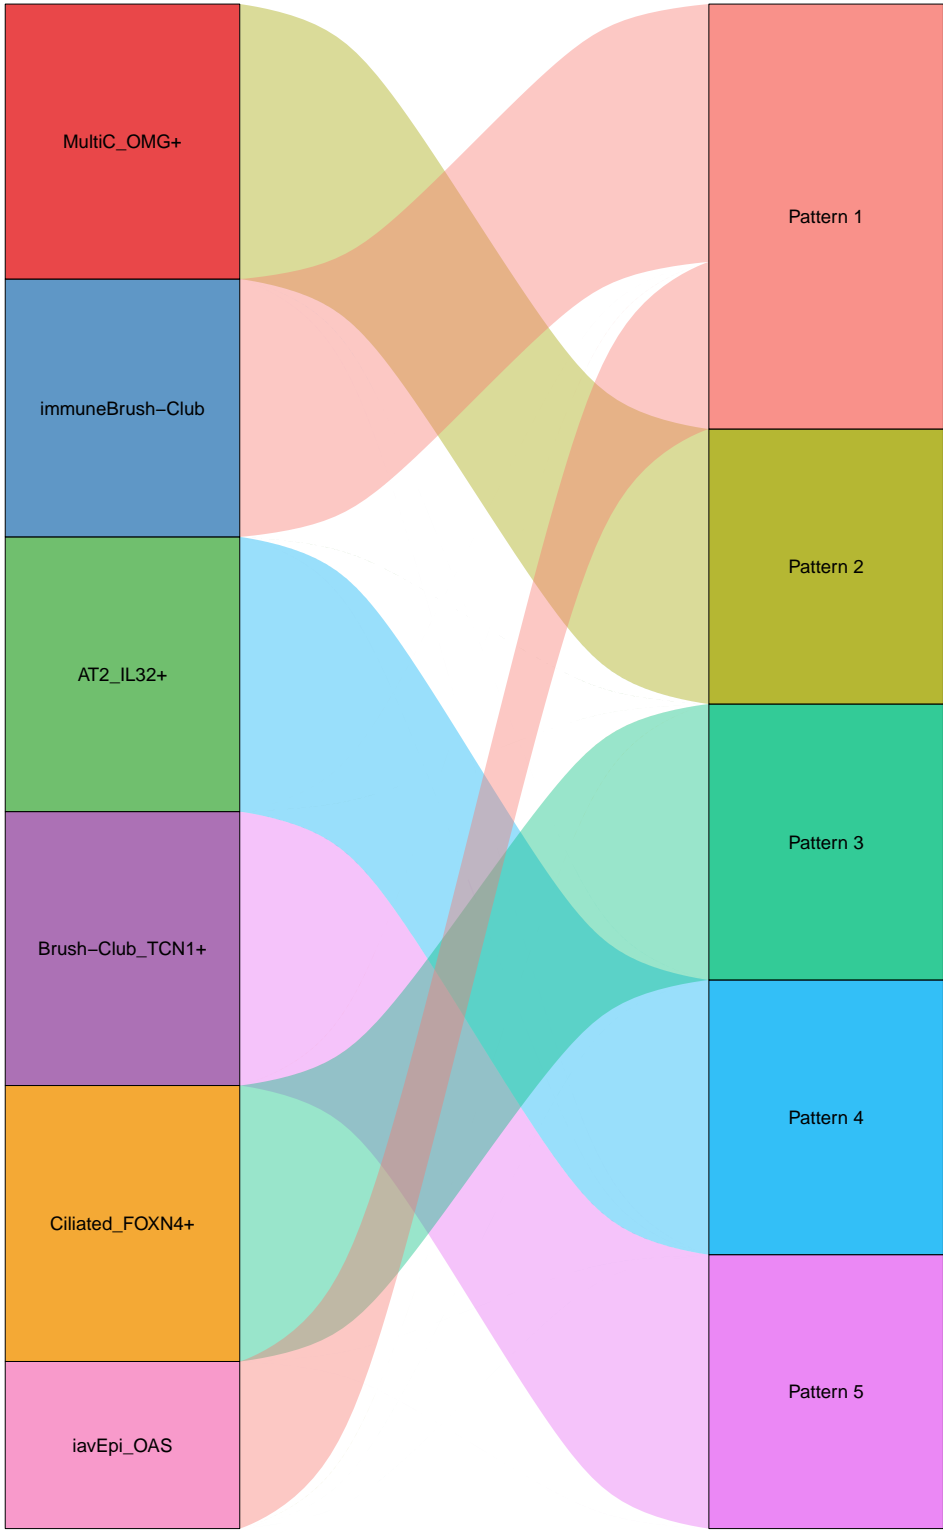 MultiC_OMG+
immuneBrush−Club
AT2_IL32+
Brush−Club_TCN1+
Ciliated_FOXN4+
iavEpi_OAS
Pattern 1
Pattern 2
Pattern 3
Pattern 4
Pattern 5